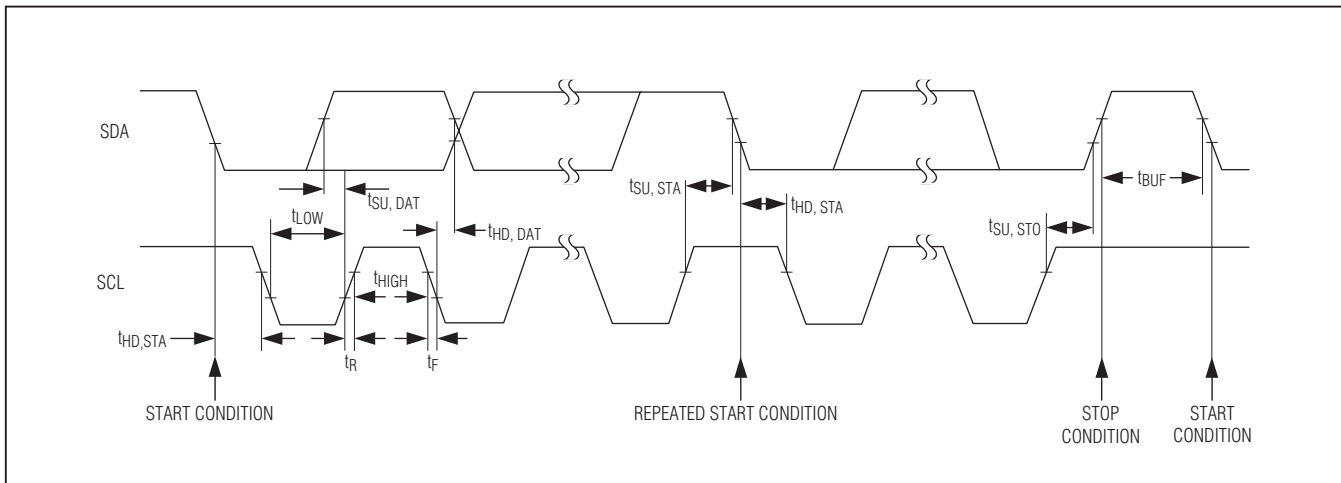 SDA
tSU, DAT
tLOW
tHD, DAT
tSU, STA
tHD, STA
tBUF
tSU, STO
SCL
tHIGH
tHD,STA
tR
tF
START CONDITION
REPEATED START CONDITION
STOP
CONDITION
START
CONDITION